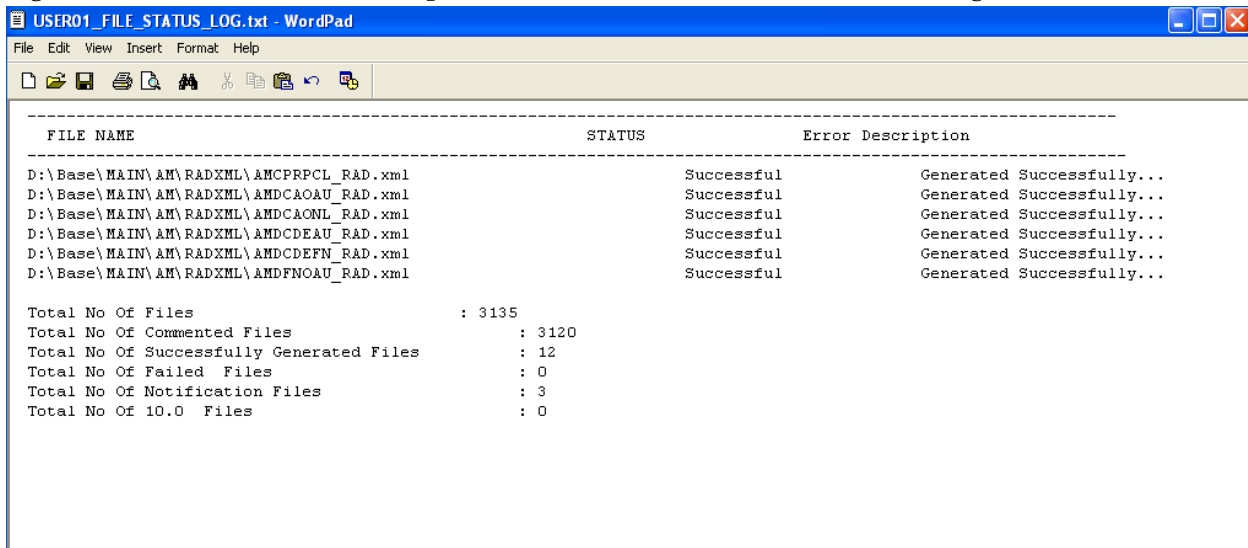 USER01_FILE_STATUS_LOG.txt - WordPad
File Edit View Insert Format Help
------------------------------------------------------------------------------------------------------------------
FILE NAME STATUS Error Description
------------------------------------------------------------------------------------------------------------------
D:\Base\MAIN\AM\RADXML\AMCPRPCL_RAD.xml Successful Generated Successfully...
D:\Base\MAIN\AM\RADXML\AMDCAOAU_RAD.xml Successful Generated Successfully...
D:\Base\MAIN\AM\RADXML\AMDCAONL_RAD.xml Successful Generated Successfully...
D:\Base\MAIN\AM\RADXML\AMDCDEAU_RAD.xml Successful Generated Successfully...
D:\Base\MAIN\AM\RADXML\AMDCDEFN_RAD.xml Successful Generated Successfully...
D:\Base\MAIN\AM\RADXML\AMDFNOAU_RAD.xml Successful Generated Successfully...
Total No Of Files : 3135
Total No Of Commented Files : 3120
Total No Of Successfully Generated Files : 12
Total No Of Failed Files : 0
Total No Of Notification Files : 3
Total No Of 10.0 Files : 0